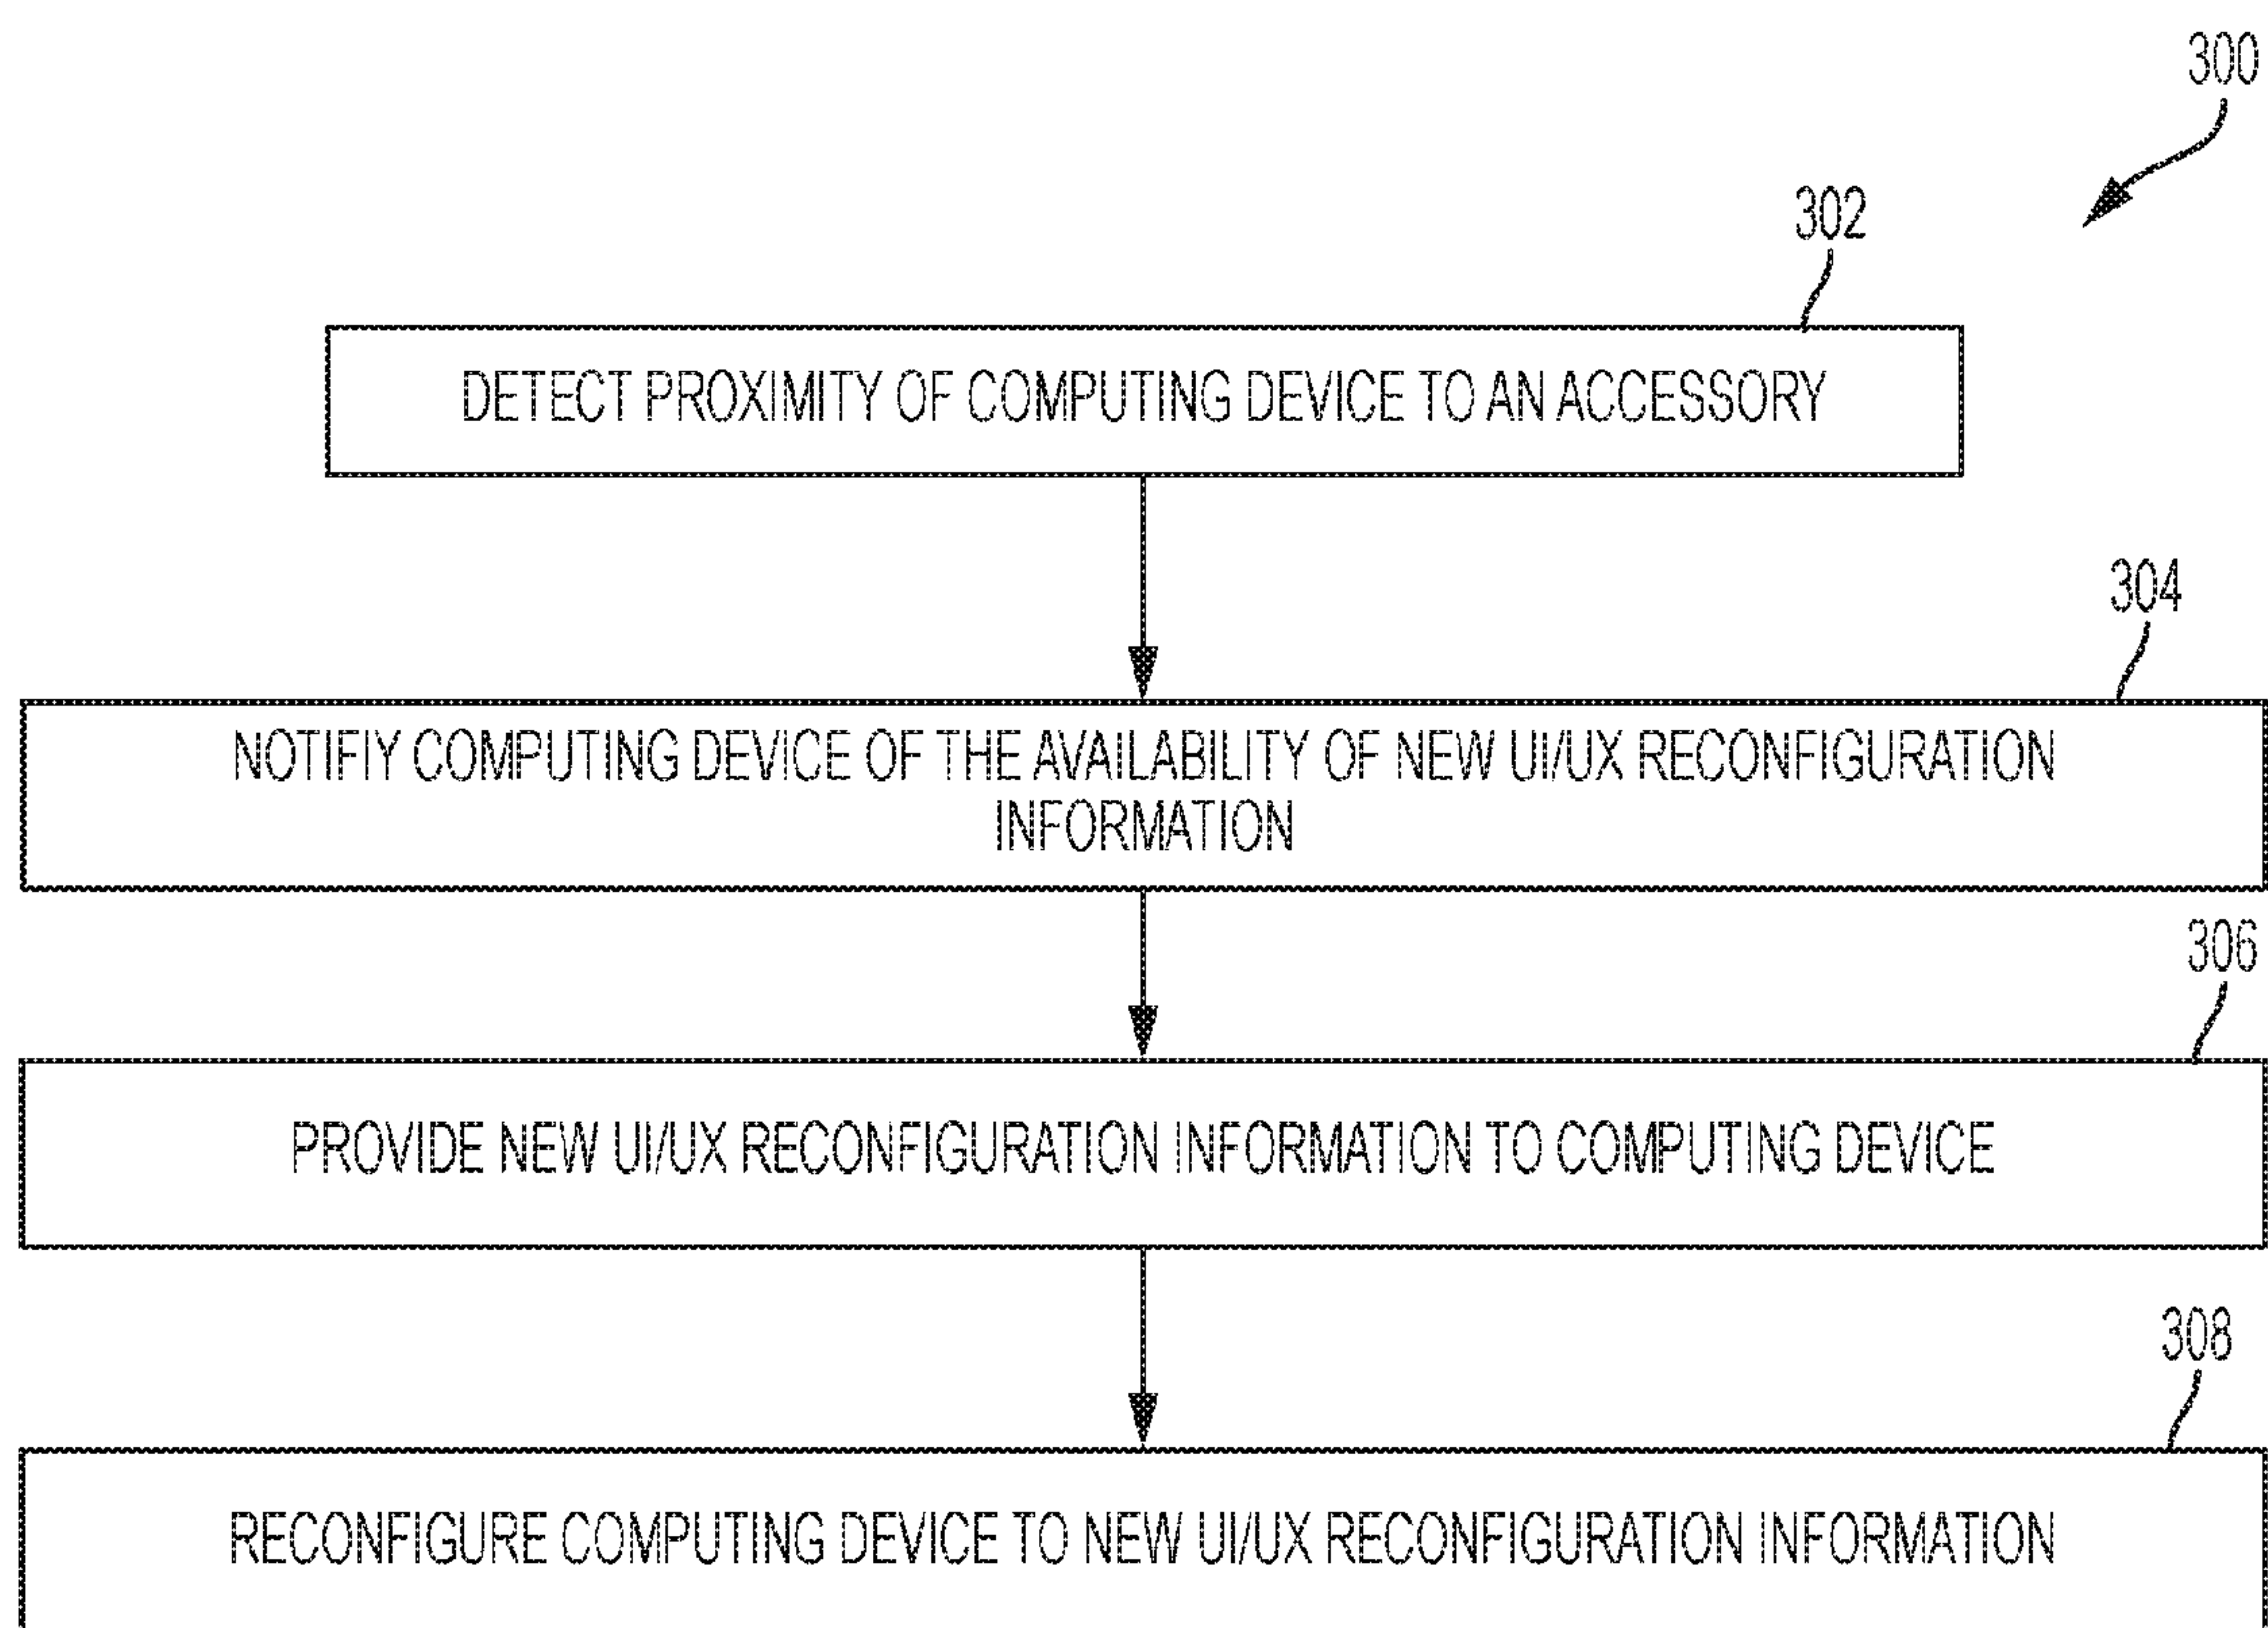 300
302
DETECT PROXIMITY OF COMPUTING DEVICE TO AN ACCESSORY
304
NOTIFIY COMPUTING DEVICE OF THE AVAILABILITY OF NEW UI/UX RECONFIGURATION
INFORMATION
306
PROVIDE NEW UI/UX RECONFIGURATION INFORMATION TO COMPUTING DEVICE
308
RECONFIGURE COMPUTING DEVICE TO NEW UI/UX RECONFIGURATION INFORMATION